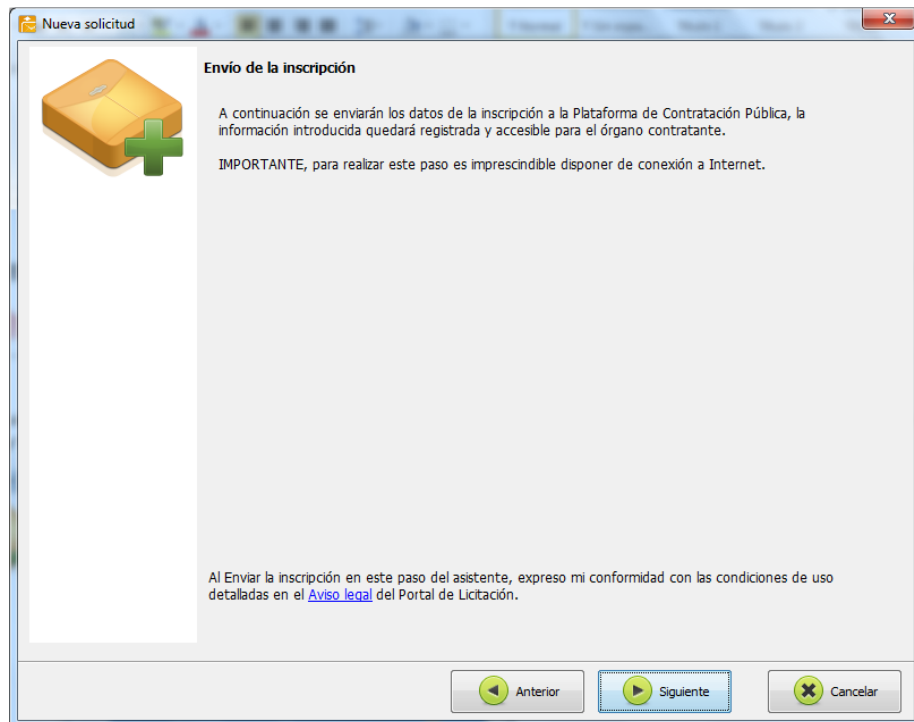 Nueva solicitud
Envío de la inscripción
A continuación se enviarán los datos de la inscripción a la Plataforma de Contratación Pública, la
información introducida quedará registrada y accesible para el órgano contratante.
IMPORTANTE, para realizar este paso es imprescindible disponer de conexión a Internet.
Al Enviar la inscripción en este paso del asistente, expreso mi conformidad con las condiciones de uso
detalladas en el Aviso legal del Portal de Licitación.
Anterior
Siguiente
Cancelar